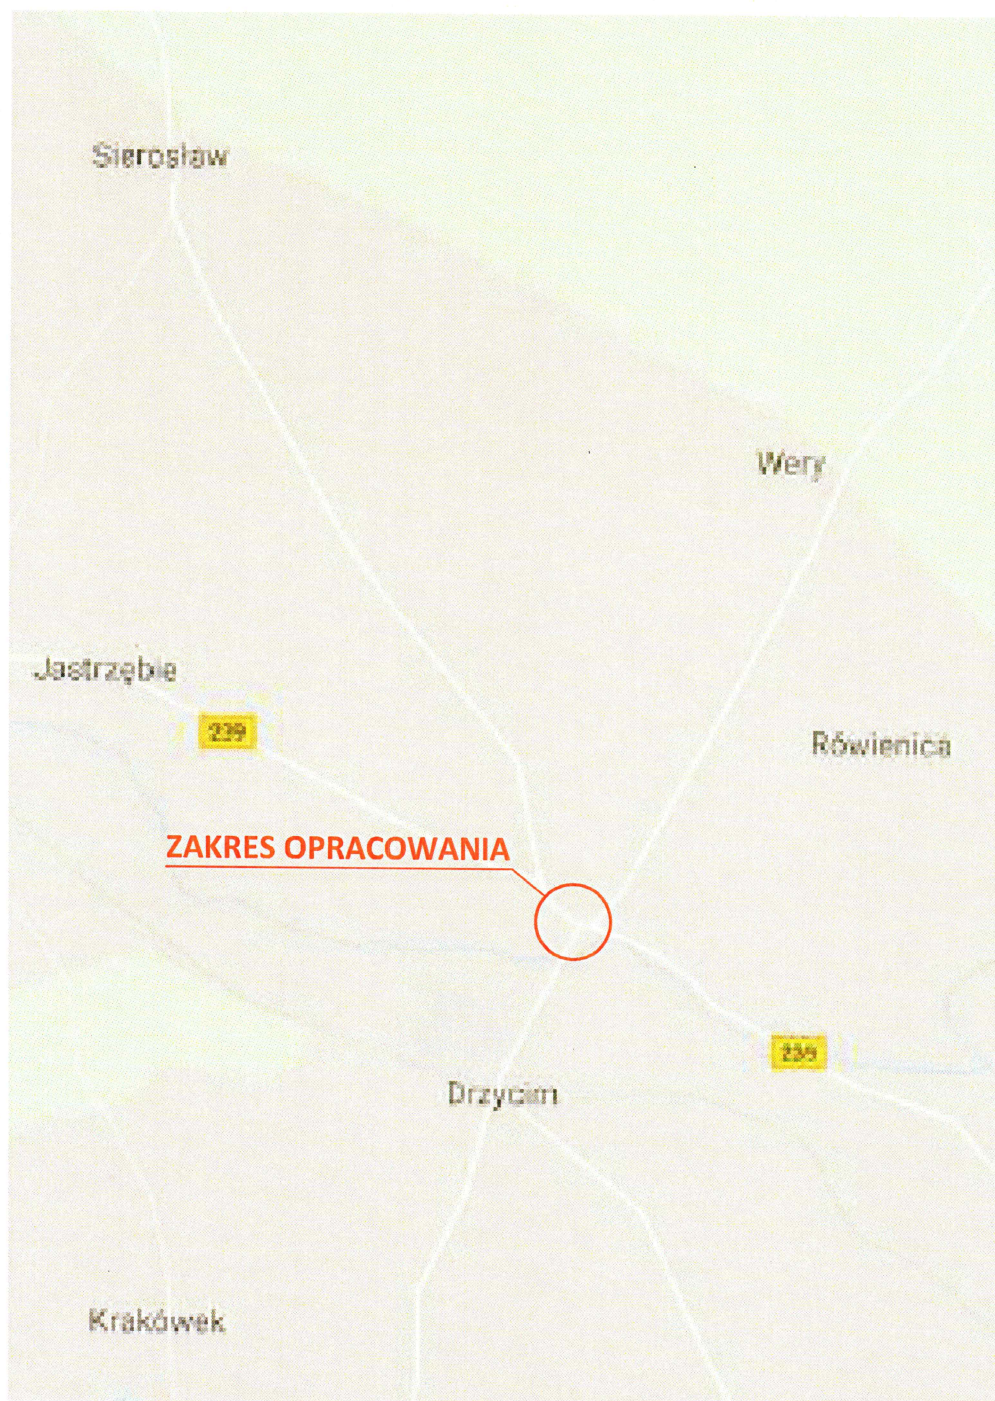 Sierosław
Wery
Jastrzębie
239
Rówienica
ZAKRES OPRACOWANIA
239
Drzycim
Krakówek